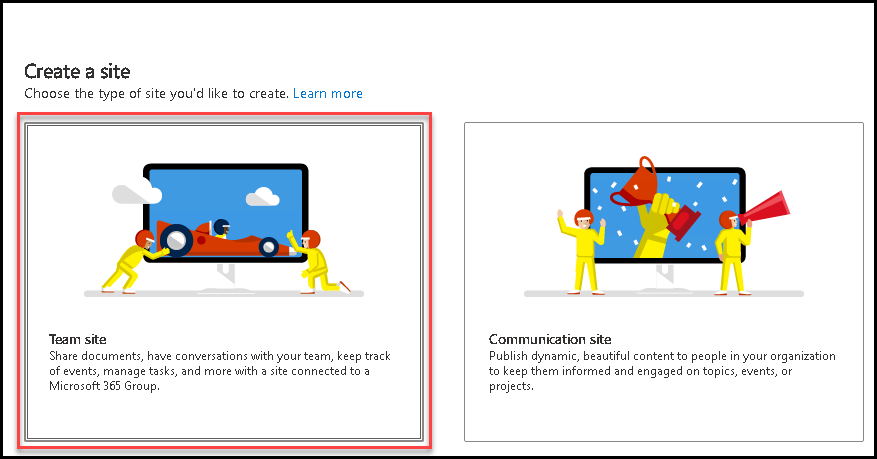 Create a site
Choose the type of site you'd like to create. Learn more
Team site
Share documents, have conversations with your team, keep track
of events, manage tasks, and more with a site connected to a
Microsoft 365 Group.
Communication site
Publish dynamic, beautiful content to people in your organization
to keep them informed and engaged on topics, events, or
projects.